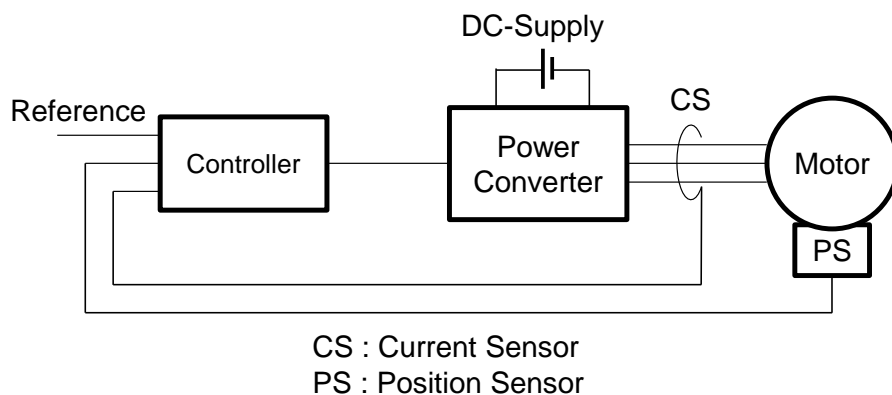 DC-Supply
Reference
CS
Controller
Power
Converter
Motor
PS
CS : Current Sensor
PS : Position Sensor